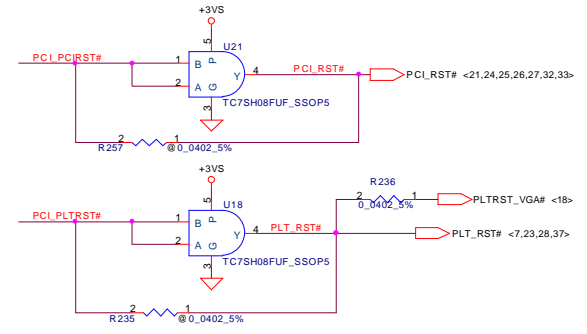 +3VS
U21
5
PCI_PCIRST#
1
B
P
Y
4
PCI_RST#
PCI_RST# <21,24,25,26,27,32,33>
2
A
G
3
TC7SH08FUF_SSOP5
2
1
R257
@0_0402_5%
+3VS
R236
U18
5
2
1
PLTRST_VGA# <18>
0_0402_5%
PCI_PLTRST#
1
B
P
Y
4
PLT_RST#
PLT_RST# <7,23,28,37>
2
A
G
3
TC7SH08FUF_SSOP5
2
1
R235
@0_0402_5%